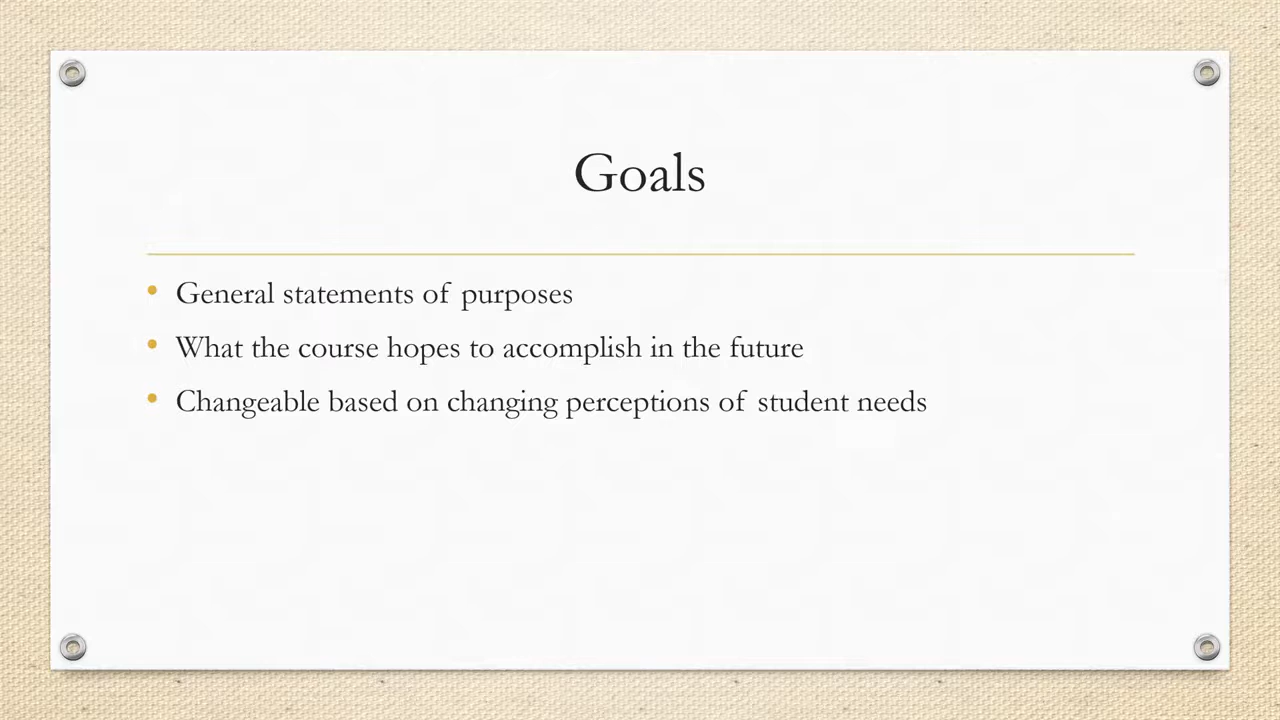 Goals
• General statements of purposes
• What the course hopes to accomplish in the future
• Changeable based on changing perceptions of student needs